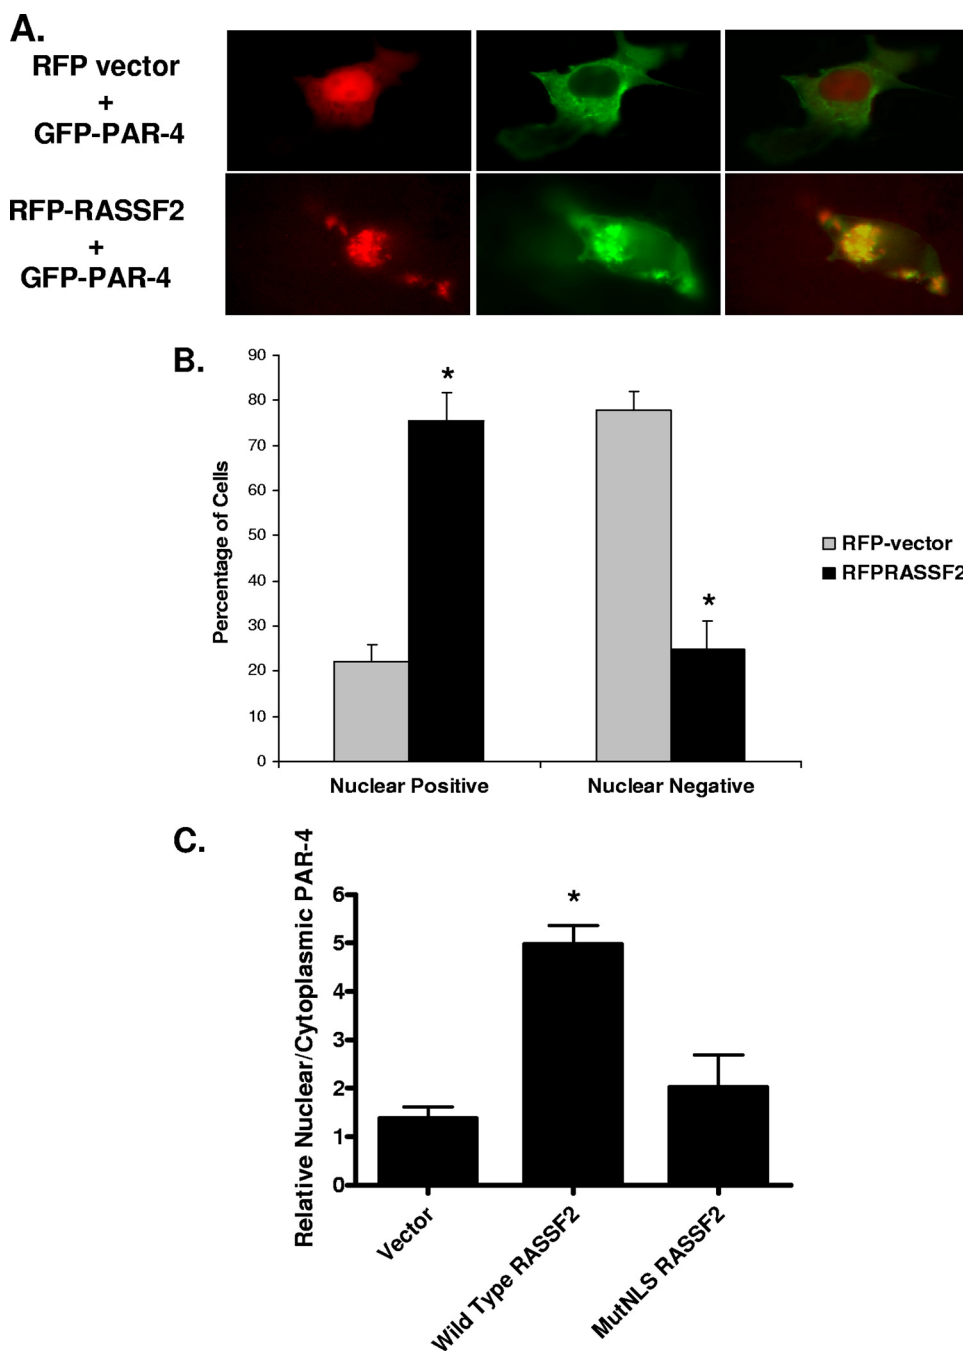 A.
RFP vector
+
GFP-PAR-4
RFP-RASSF2
+
GFP-PAR-4
B.
Percentage of Cells
90
80
70
60
50
40
30
20
10
0
*
*
Nuclear Positive
Nuclear Negative
RFP-vector
RFPRASSF2
C.
Relative Nuclear/Cytoplasmic PAR-4
6
5
4
3
2
1
0
*
Vector
Wild Type RASSF2
MutNLS RASSF2